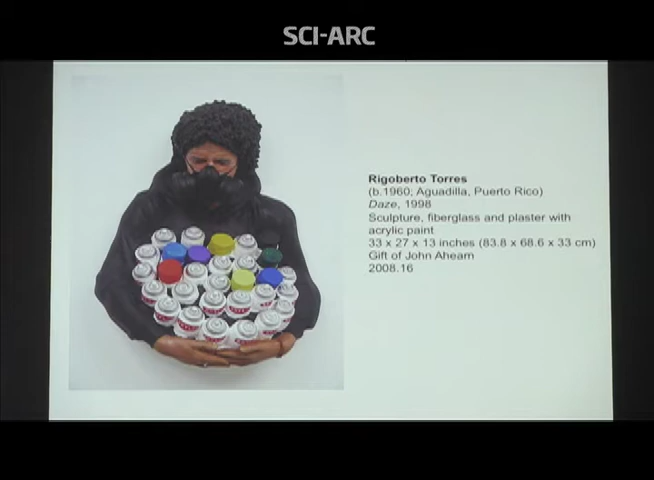 SCI-ARC
Rigoberto Torres
(b.1960; Aguadilla, Puerto Rico)
Daze, 1998
Sculpture, fiberglass and plaster with
acrylic paint
33 x 27 x 13 inches (83.8 x 68.6 x 33 cm)
Gift of John Ahearn
2008.16